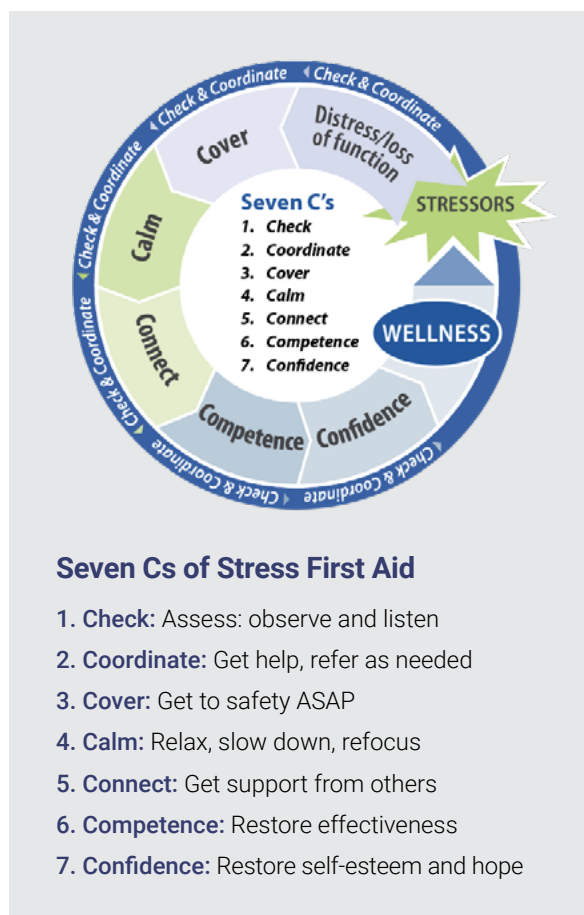 Check & Coordinate
Check & Coordinate
Check & Coordinate
Check & Coordinate
Check & Coordinate
Check & Coordinate
Check & Coordinate
Distress/loss
of function
STRESSORS
Cover
Calm
Connect
Competence
Confidence
WELLNESS
Seven C's
1. Check
2. Coordinate
3. Cover
4. Calm
5. Connect
6. Competence
7. Confidence
Seven Cs of Stress First Aid
1. Check: Assess: observe and listen
2. Coordinate: Get help, refer as needed
3. Cover: Get to safety ASAP
4. Calm: Relax, slow down, refocus
5. Connect: Get support from others
6. Competence: Restore effectiveness
7. Confidence: Restore self-esteem and hope